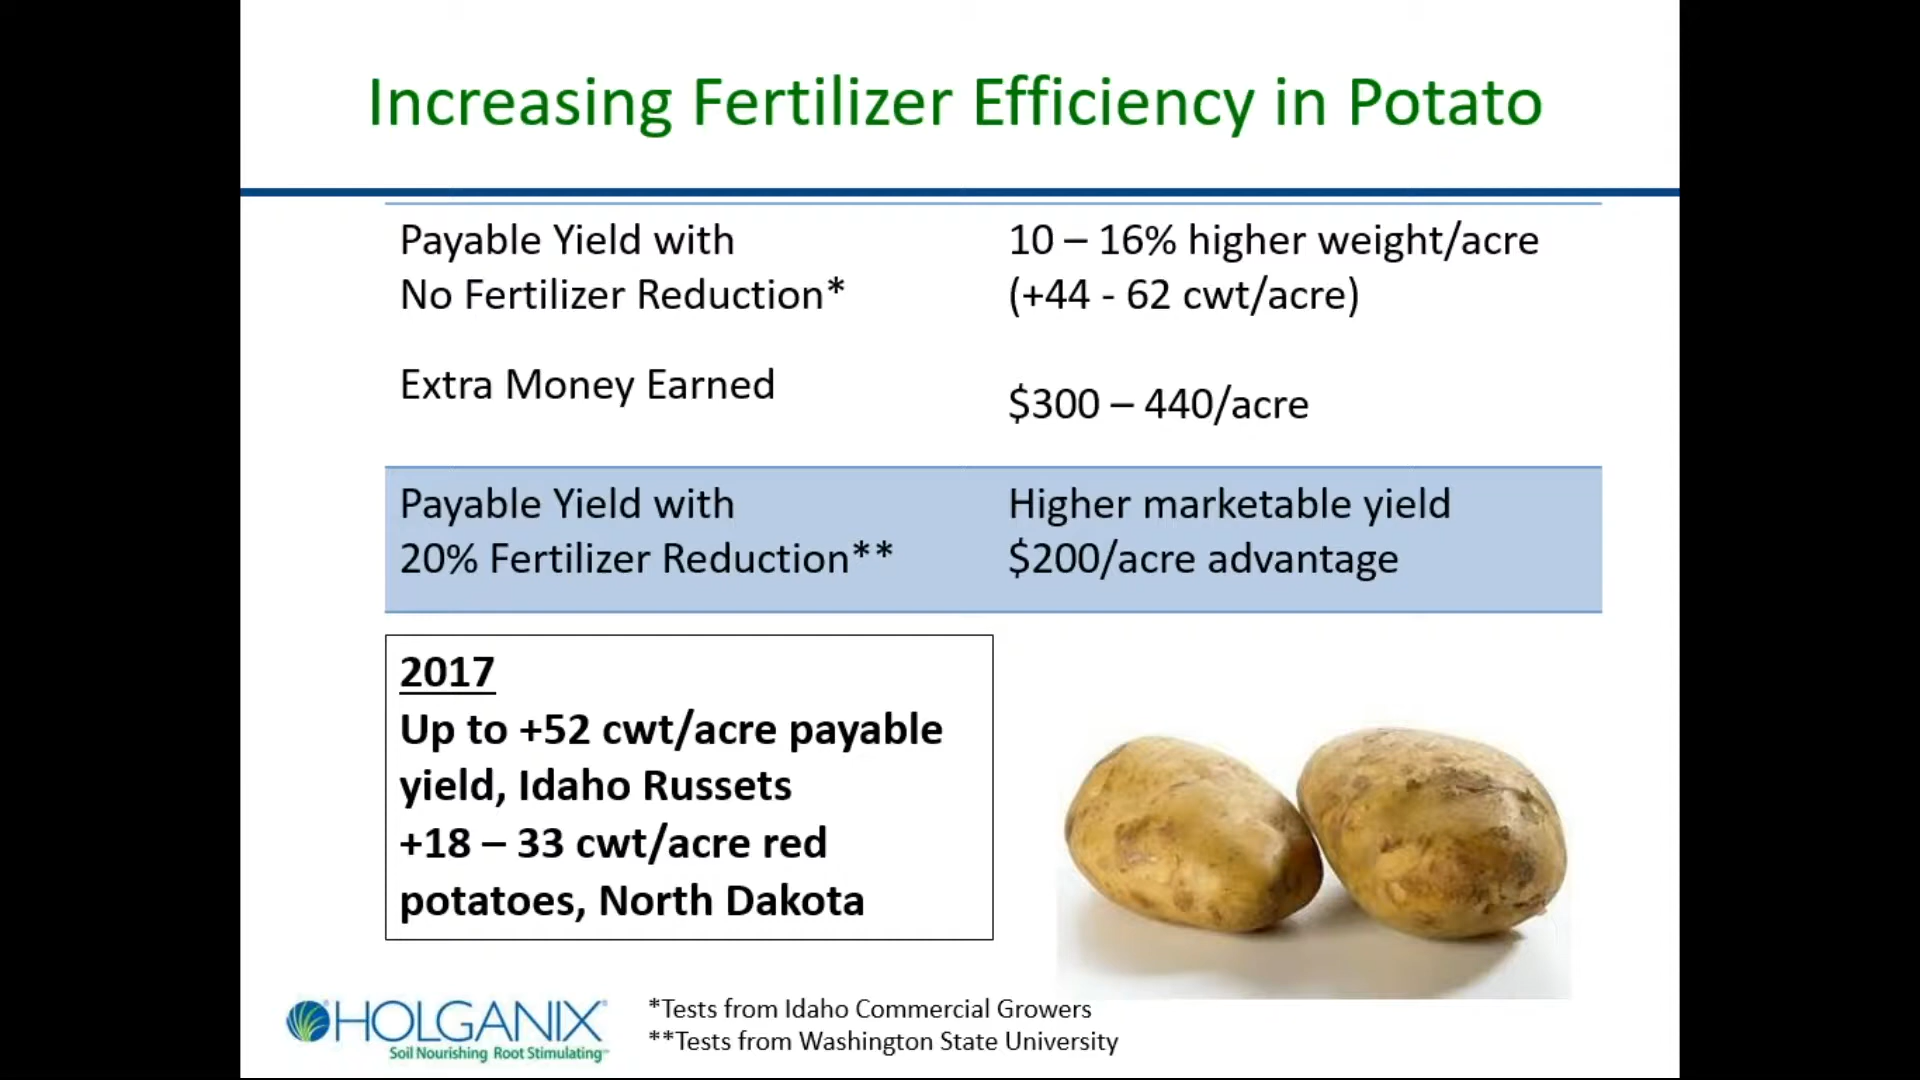 Increasing Fertilizer Efficiency in Potato
Payable Yield with
No Fertilizer Reduction*
10 – 16% higher weight/acre
(+44 - 62 cwt/acre)
Extra Money Earned
$300 – 440/acre
Payable Yield with
20% Fertilizer Reduction**
Higher marketable yield
$200/acre advantage
2017
Up to +52 cwt/acre payable
yield, Idaho Russets
+18 – 33 cwt/acre red
potatoes, North Dakota
HOLGANIX®
Soil Nourishing Root Stimulating™
*Tests from Idaho Commercial Growers
**Tests from Washington State University